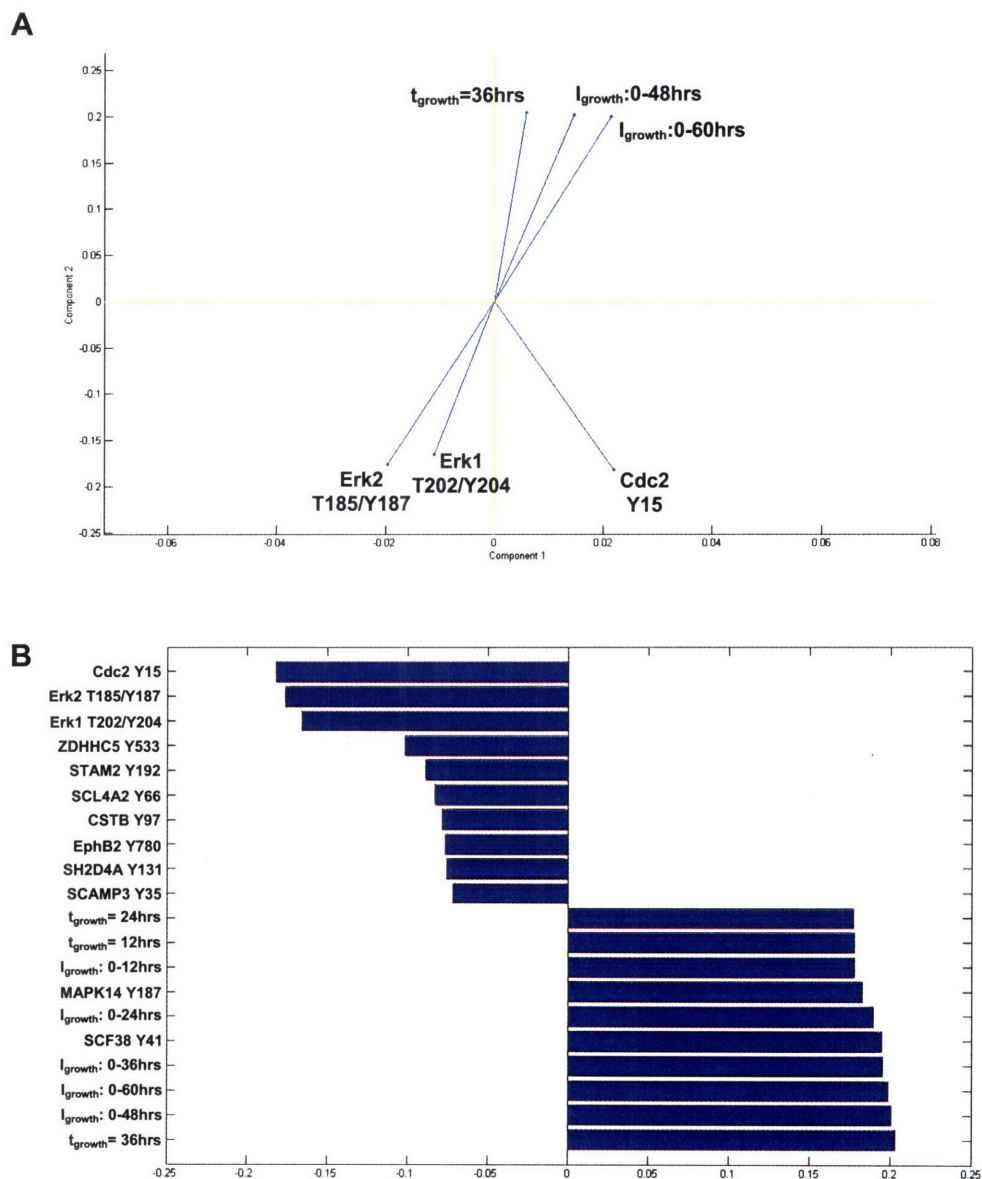 A
0.25
0.2
0.15
0.1
0.05
0
-0.05
-0.1
-0.15
-0.2
-0.25
Component 2
tgrowth=36hrs
Igrowth:0-48hrs
Igrowth:0-60hrs
Erk2
T185/Y187
Erk1
T202/Y204
Cdc2
Y15
-0.06
-0.04
-0.02
0
0.02
0.04
0.06
0.08
Component 1
B
Cdc2 Y15
Erk2 T185/Y187
Erk1 T202/Y204
ZDHHC5 Y533
STAM2 Y192
SCL4A2 Y66
CSTB Y97
EphB2 Y780
SH2D4A Y131
SCAMP3 Y35
tgrowth= 24hrs
tgrowth= 12hrs
Igrowth: 0-12hrs
MAPK14 Y187
Igrowth: 0-24hrs
SCF38 Y41
Igrowth: 0-36hrs
Igrowth: 0-60hrs
Igrowth: 0-48hrs
tgrowth= 36hrs
-0.25
-0.2
-0.15
-0.1
-0.05
0
0.05
0.1
0.15
0.2
0.25